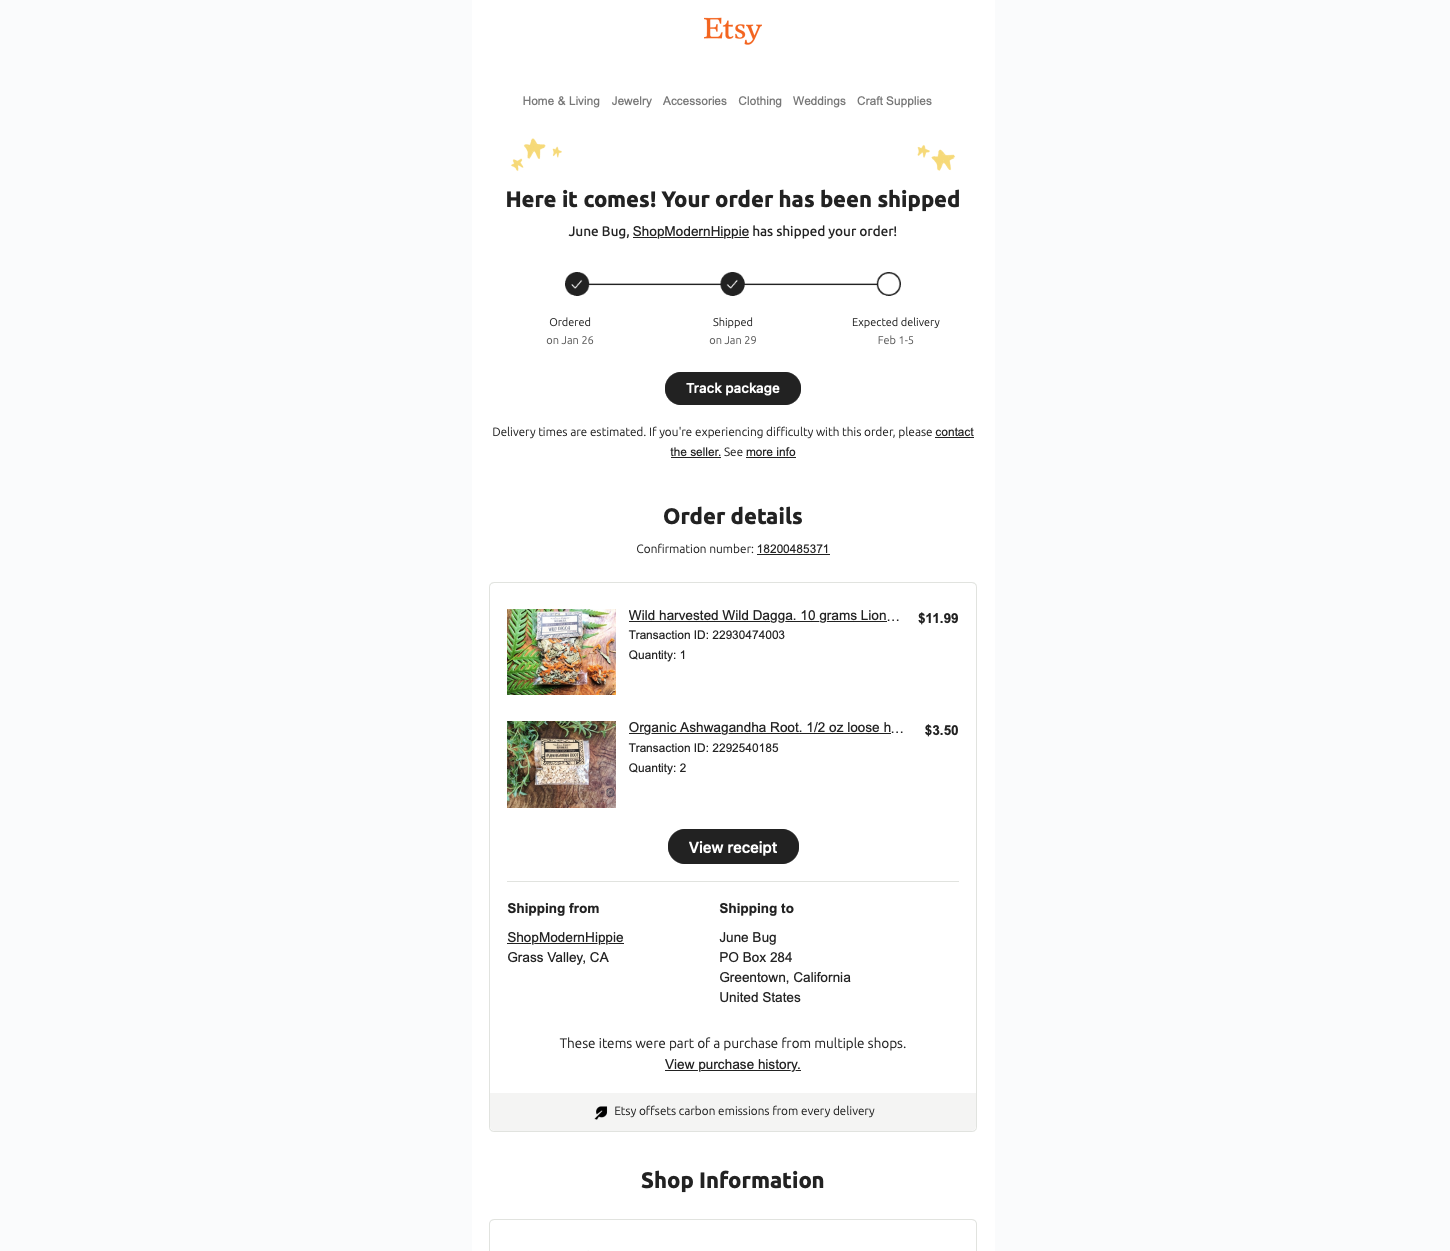 Etsy
Home & Living Jewelry Accessories Clothing Weddings Craft Supplies
Here it comes! Your order has been shipped
June Bug, ShopModernHippie has shipped your order!
Ordered
on Jan 26
Shipped
on Jan 29
Expected delivery
Feb 1-5
Track package
Delivery times are estimated. If you're experiencing difficulty with this order, please contact
the seller. See more info
Order details
Confirmation number: 18200485371
Wild harvested Wild Dagga. 10 grams Lion… $11.99
Transaction ID: 22930474003
Quantity: 1
Organic Ashwagandha Root. 1/2 oz loose h… $3.50
Transaction ID: 2292540185
Quantity: 2
View receipt
Shipping from
ShopModernHippie
Grass Valley, CA
Shipping to
June Bug
PO Box 284
Greentown, California
United States
These items were part of a purchase from multiple shops.
View purchase history.
Etsy offsets carbon emissions from every delivery
Shop Information